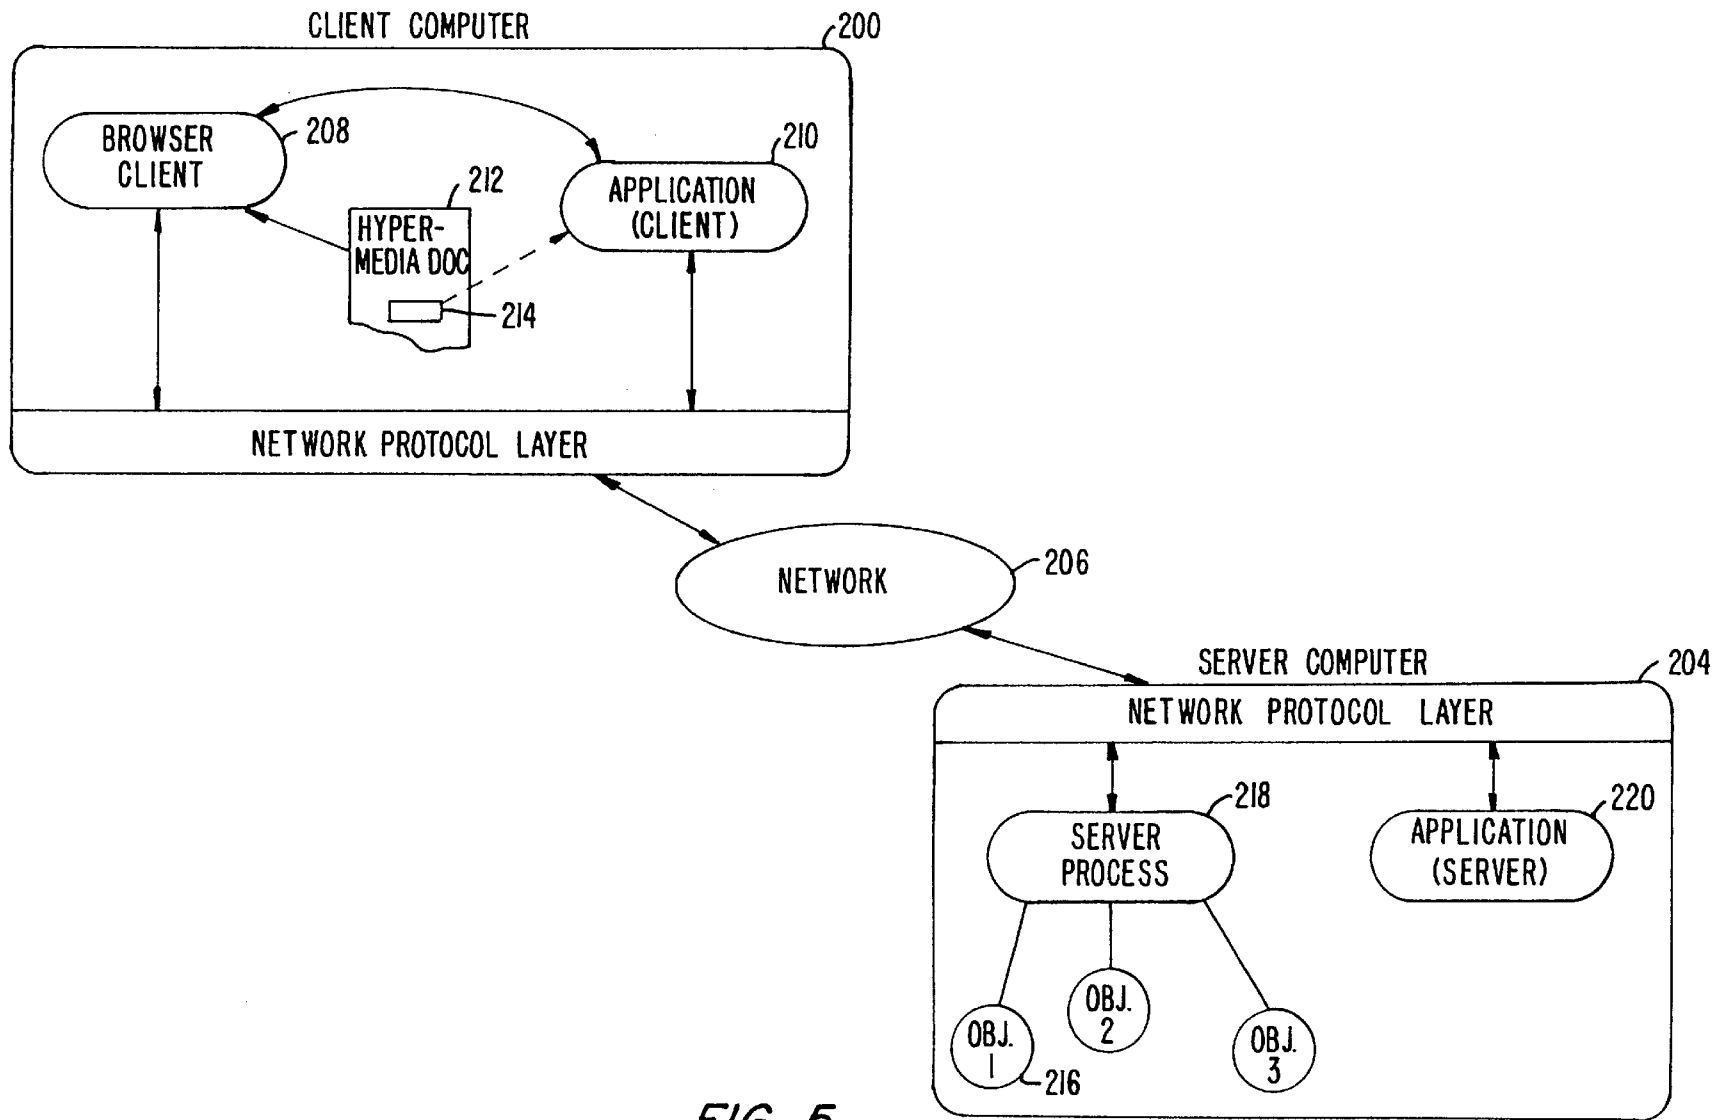 CLIENT COMPUTER
200
BROWSER
CLIENT
208
210
APPLICATION
(CLIENT)
212
HYPER-
MEDIA DOC
214
NETWORK PROTOCOL LAYER
NETWORK
206
SERVER COMPUTER
204
NETWORK PROTOCOL LAYER
218
SERVER
PROCESS
220
APPLICATION
(SERVER)
OBJ.
1
216
OBJ.
2
OBJ.
3
FIG. 5